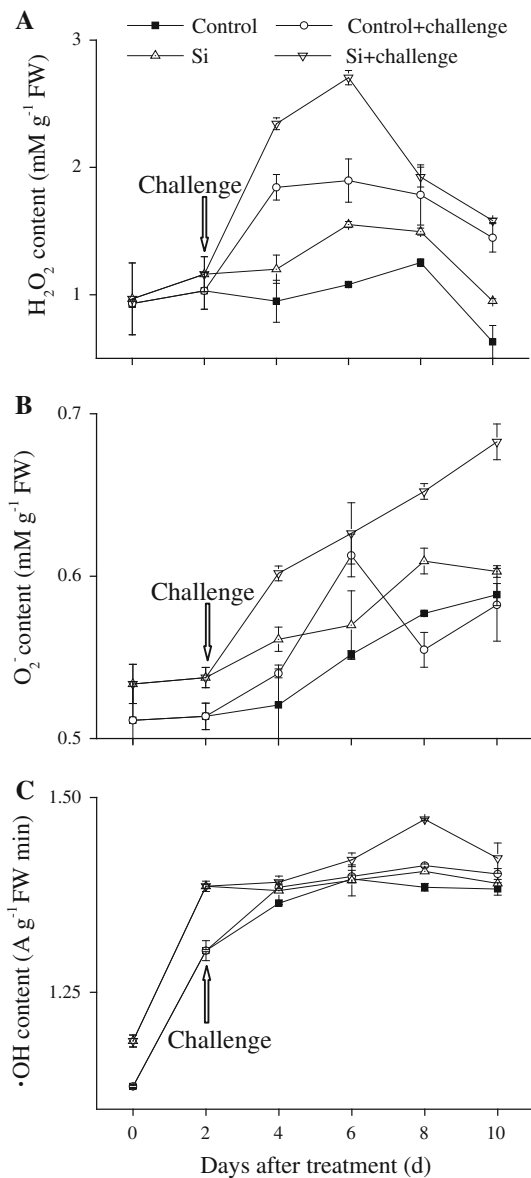 A
Control
Control+challenge
Si
Si+challenge
3
2
1
H₂O₂ content (mM g⁻¹ FW)
Challenge
B
0.7
0.6
0.5
O₂⁻ content (mM g⁻¹ FW)
Challenge
C
1.50
1.25
·OH content (A g⁻¹FW min)
Challenge
0 2 4 6 8 10
Days after treatment (d)